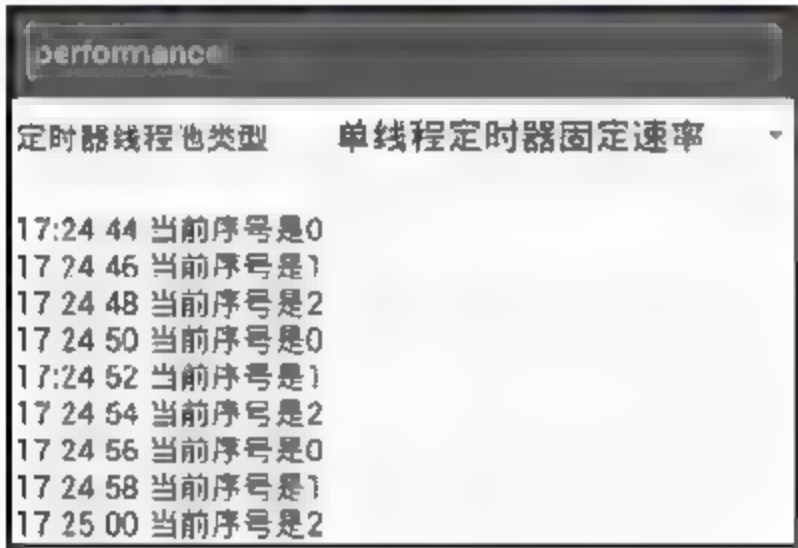 performance
定时器线程池类型 单线程定时器固定速率
17:24:44 当前序号是0
17:24:46 当前序号是1
17:24:48 当前序号是2
17:24:50 当前序号是0
17:24:52 当前序号是1
17:24:54 当前序号是2
17:24:56 当前序号是0
17:24:58 当前序号是1
17:25:00 当前序号是2